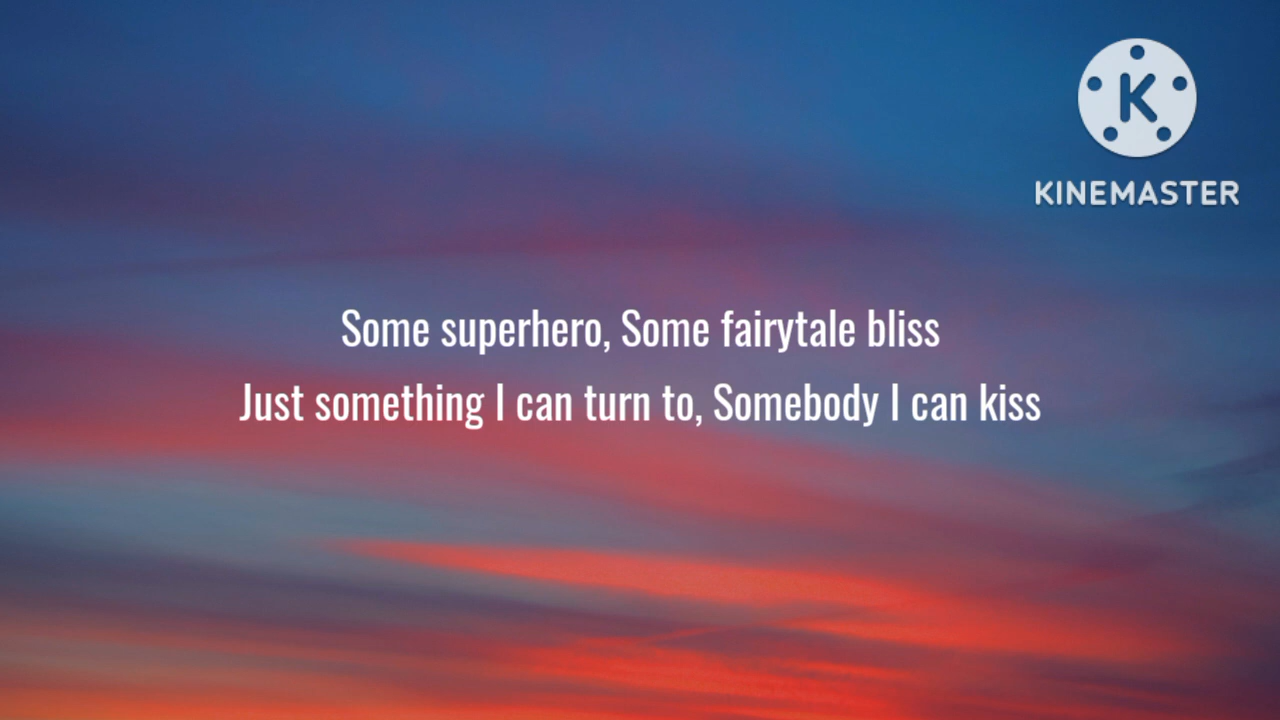 K
KINEMASTER
Some superhero, Some fairytale bliss
Just something I can turn to, Somebody I can kiss